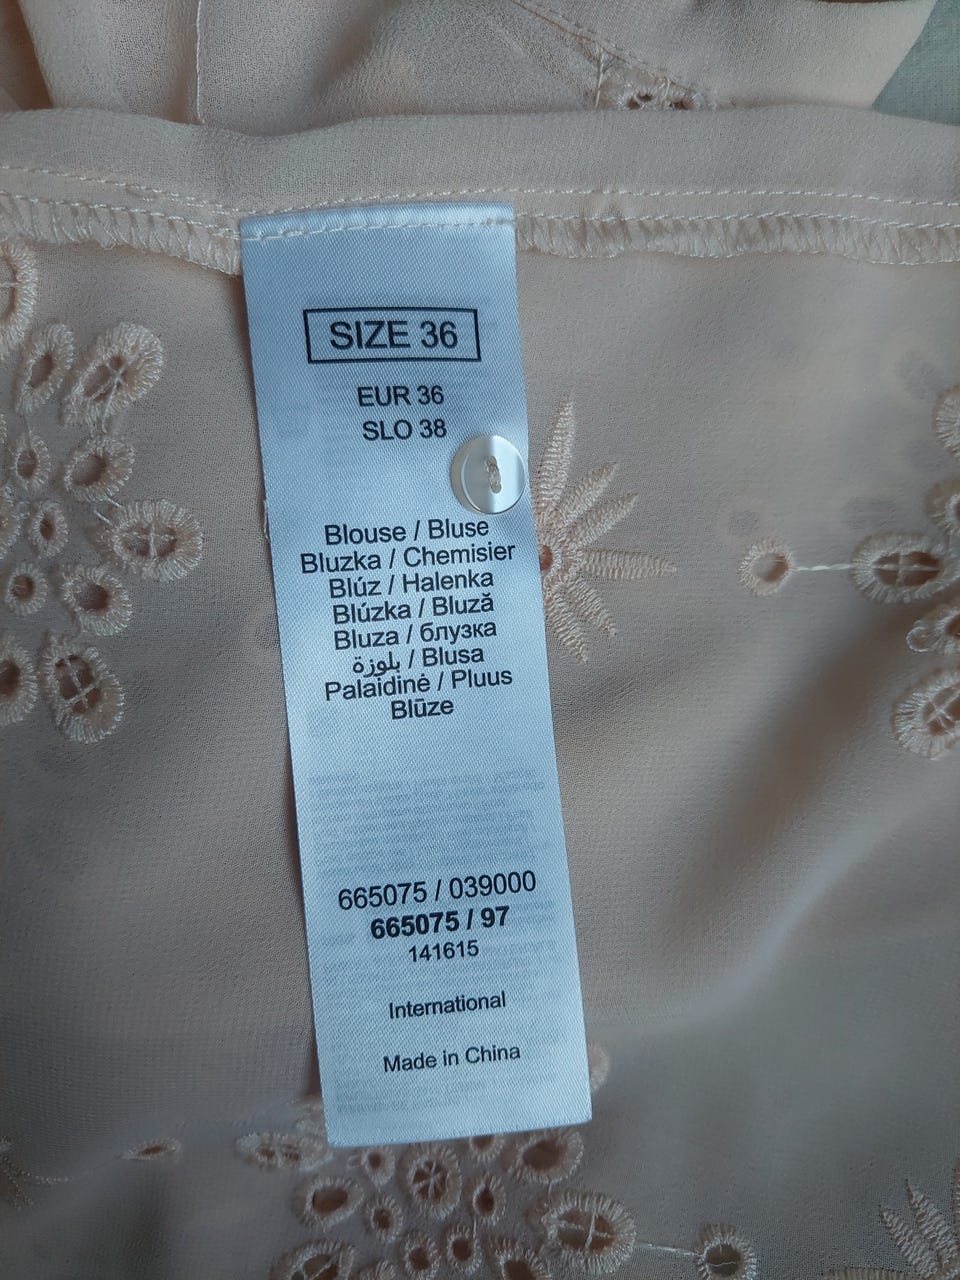 SIZE 36
EUR 36
SLO 38
Blouse / Bluse
Bluzka / Chemisier
Blúz / Halenka
Blúzka / Bluză
Bluza / блузка
بلوزة / Blusa
Palaidinė / Pluus
Blūze
665075 / 039000
665075 / 97
141615
International
Made in China